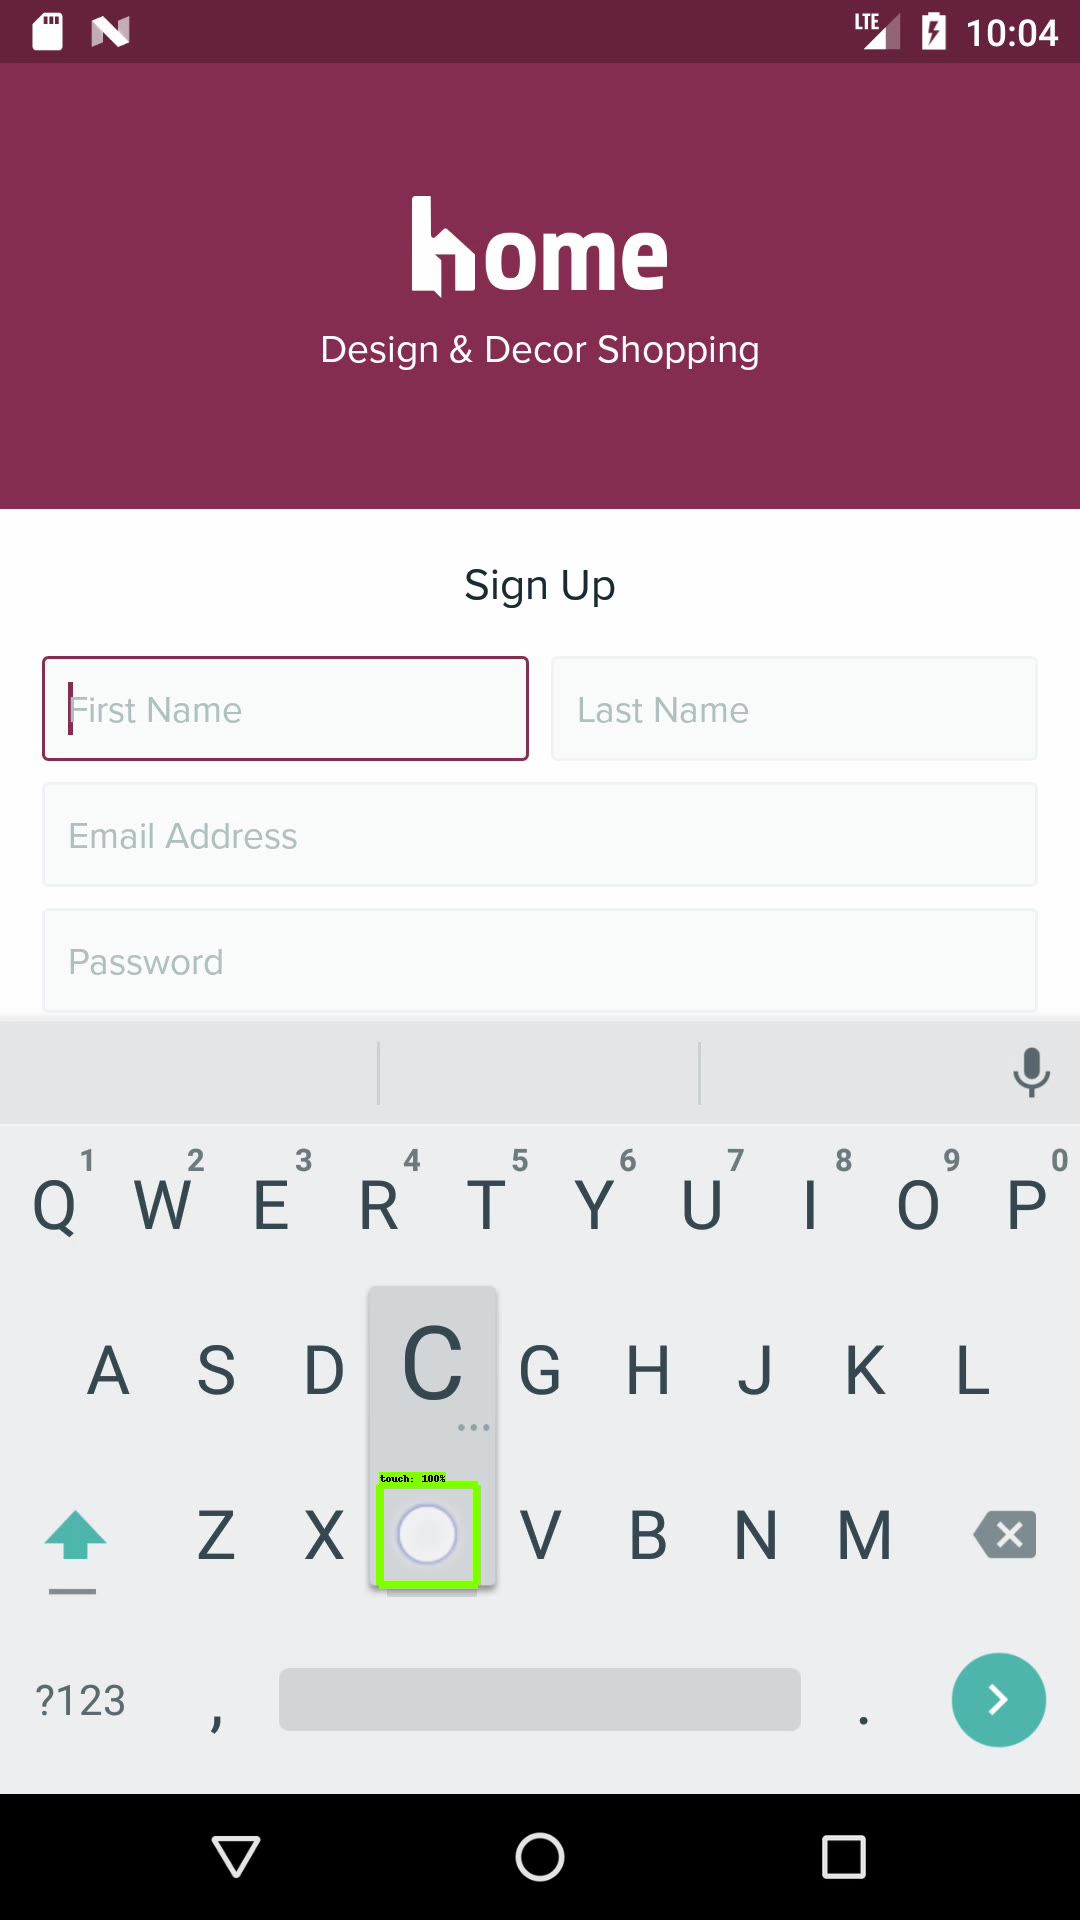 LTE 10:04
home
Design & Decor Shopping
Sign Up
First Name Last Name
Email Address
Password
1 2 3 4 5 6 7 8 9 0
Q W E R T Y U I O P
A S D C G H J K L
touch: 100%
Z X V B N M
?123 , .